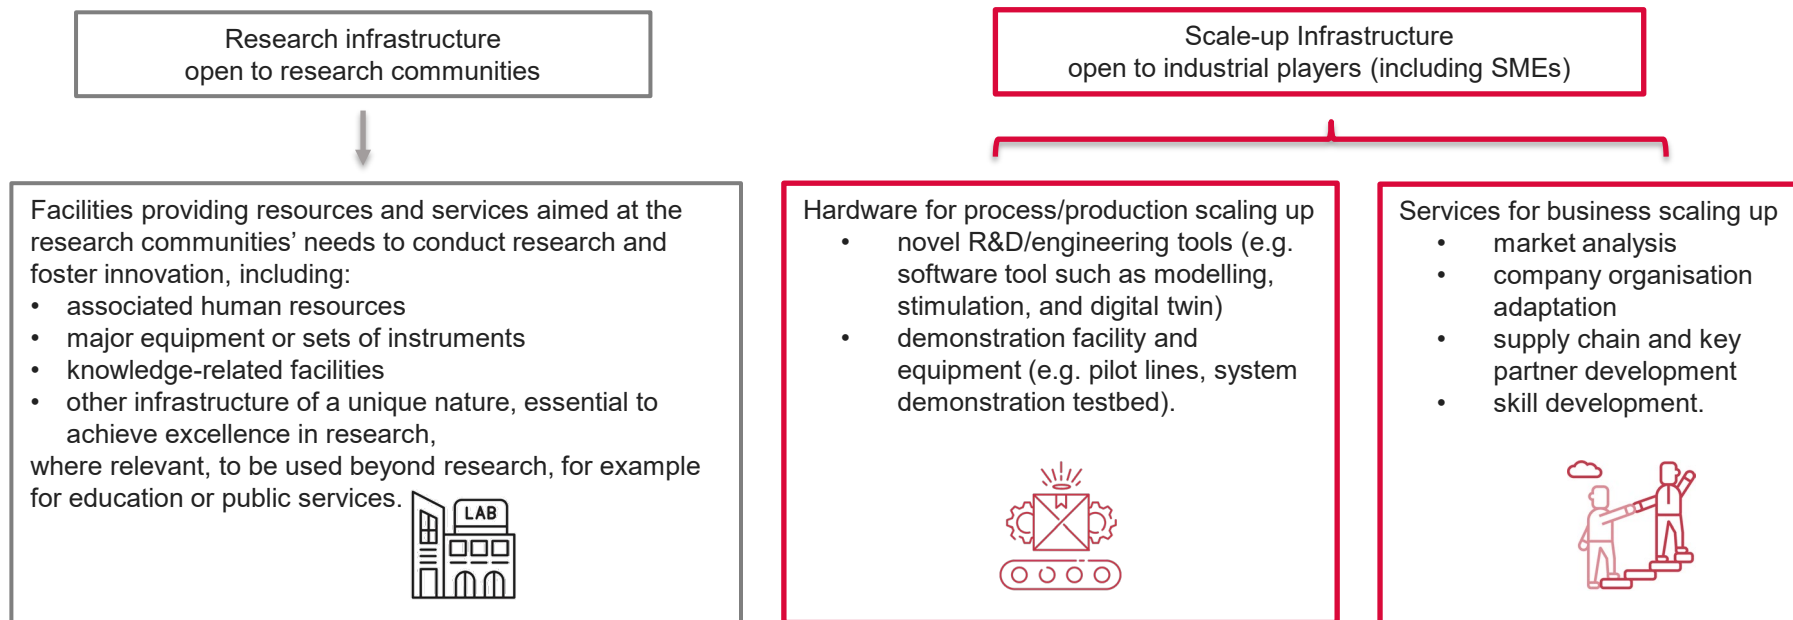 Research infrastructure
open to research communities
Scale-up Infrastructure
open to industrial players (including SMEs)
Facilities providing resources and services aimed at the
research communities’ needs to conduct research and
foster innovation, including:
• associated human resources
• major equipment or sets of instruments
• knowledge-related facilities
• other infrastructure of a unique nature, essential to
achieve excellence in research,
where relevant, to be used beyond research, for example
for education or public services.
LAB
Hardware for process/production scaling up
• novel R&D/engineering tools (e.g.
software tool such as modelling,
stimulation, and digital twin)
• demonstration facility and
equipment (e.g. pilot lines, system
demonstration testbed).
Services for business scaling up
• market analysis
• company organisation
adaptation
• supply chain and key
partner development
• skill development.